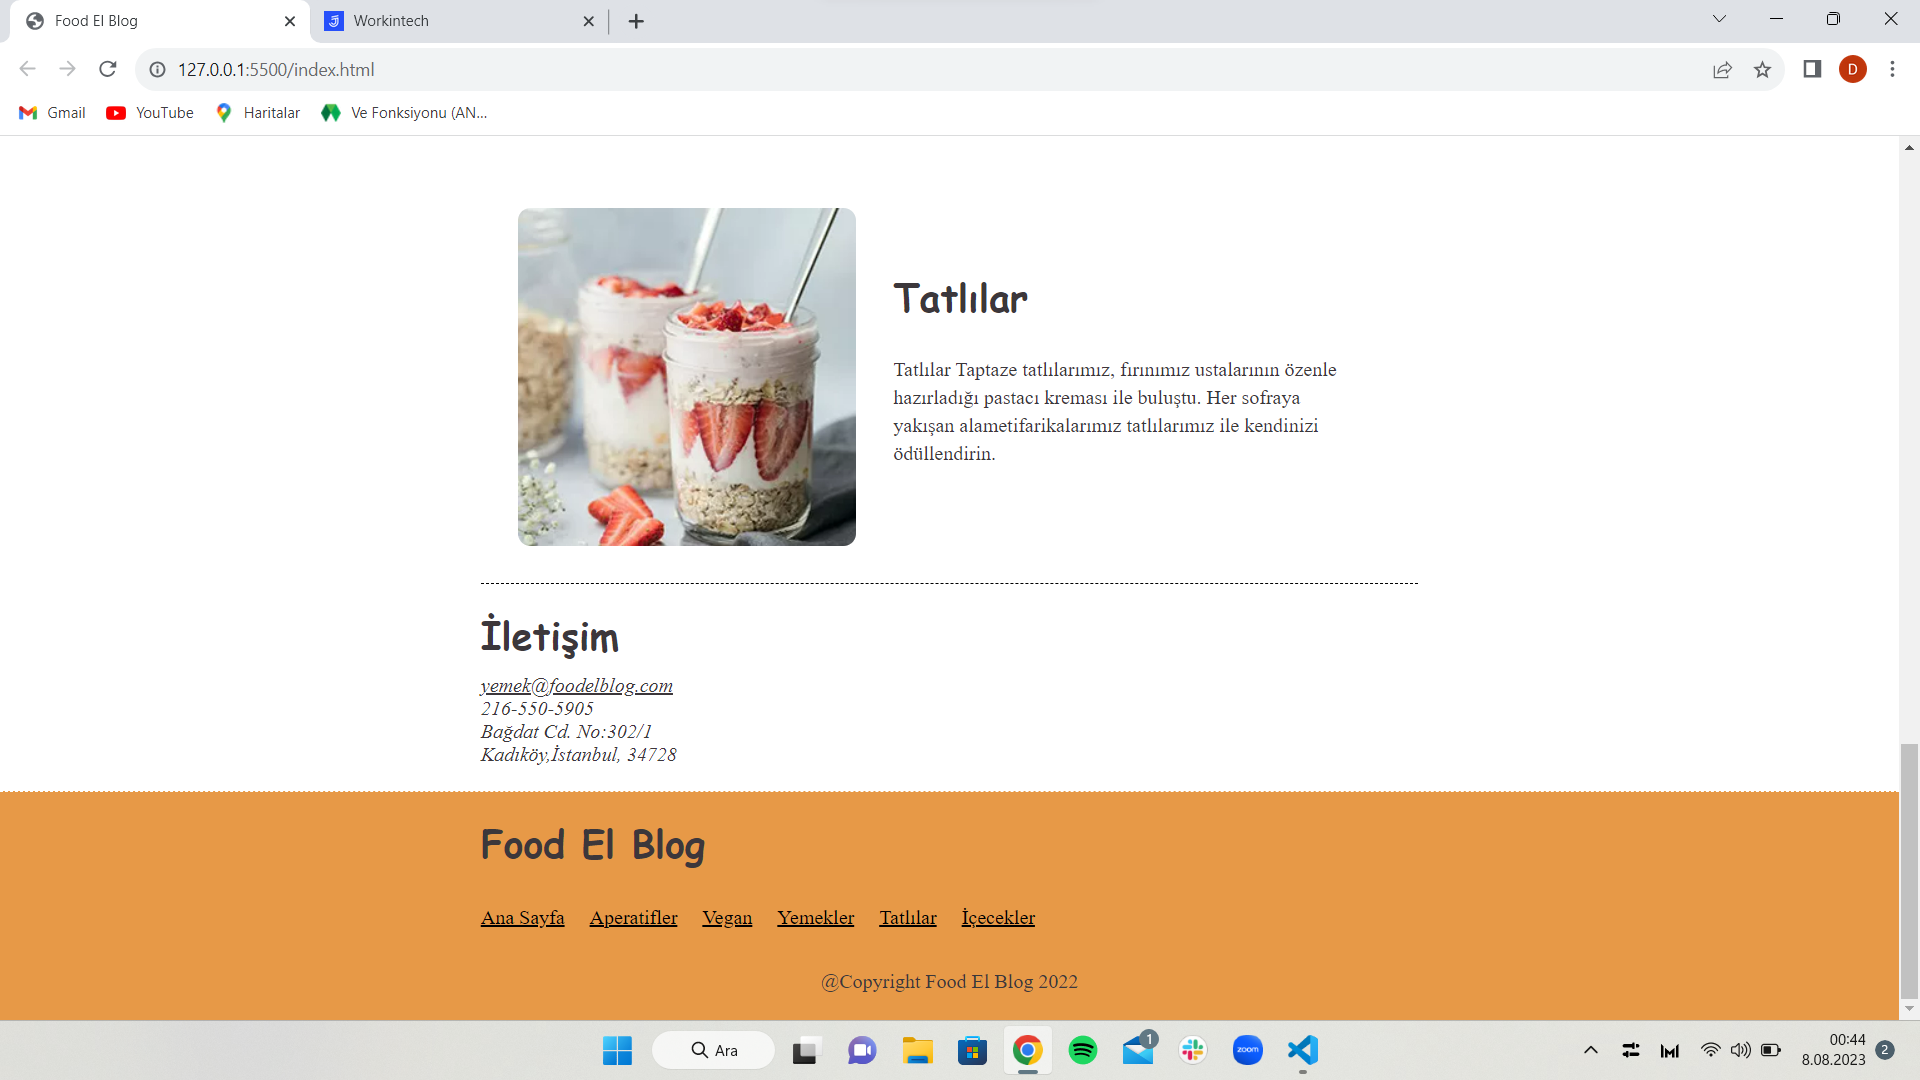 Food El Blog
Workintech
127.0.0.1:5500/index.html
D
Gmail
YouTube
Haritalar
Ve Fonksiyonu (AN...
Tatlılar
Tatlılar Taptaze tatlılarımız, fırınımız ustalarının özenle
hazırladığı pastacı kreması ile buluştu. Her sofraya
yakışan alametifarikalarımız tatlılarımız ile kendinizi
ödüllendirin.
İletişim
yemek@foodelblog.com
216-550-5905
Bağdat Cd. No:302/1
Kadıköy,İstanbul, 34728
Food El Blog
Ana Sayfa Aperatifler Vegan Yemekler Tatlılar İçecekler
@Copyright Food El Blog 2022
Ara
zoom
1
00:44
8.08.2023
2